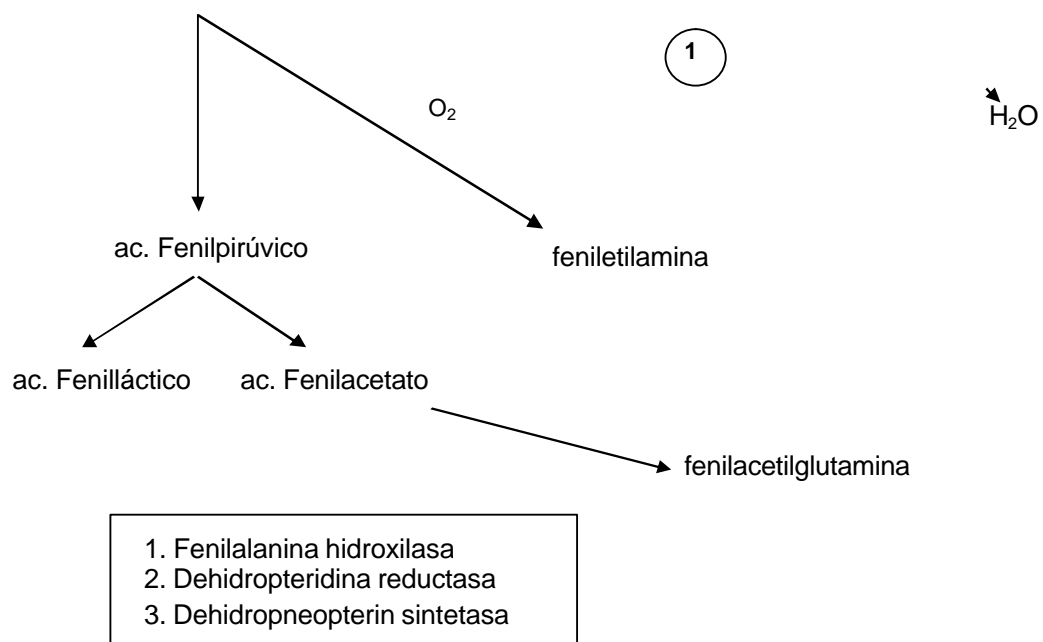 1
O₂
H₂O
ac. Fenilpirúvico
feniletilamina
ac. Fenilláctico ac. Fenilacetato
fenilacetilglutamina
1. Fenilalanina hidroxilasa
2. Dehidropteridina reductasa
3. Dehidropneopterin sintetasa